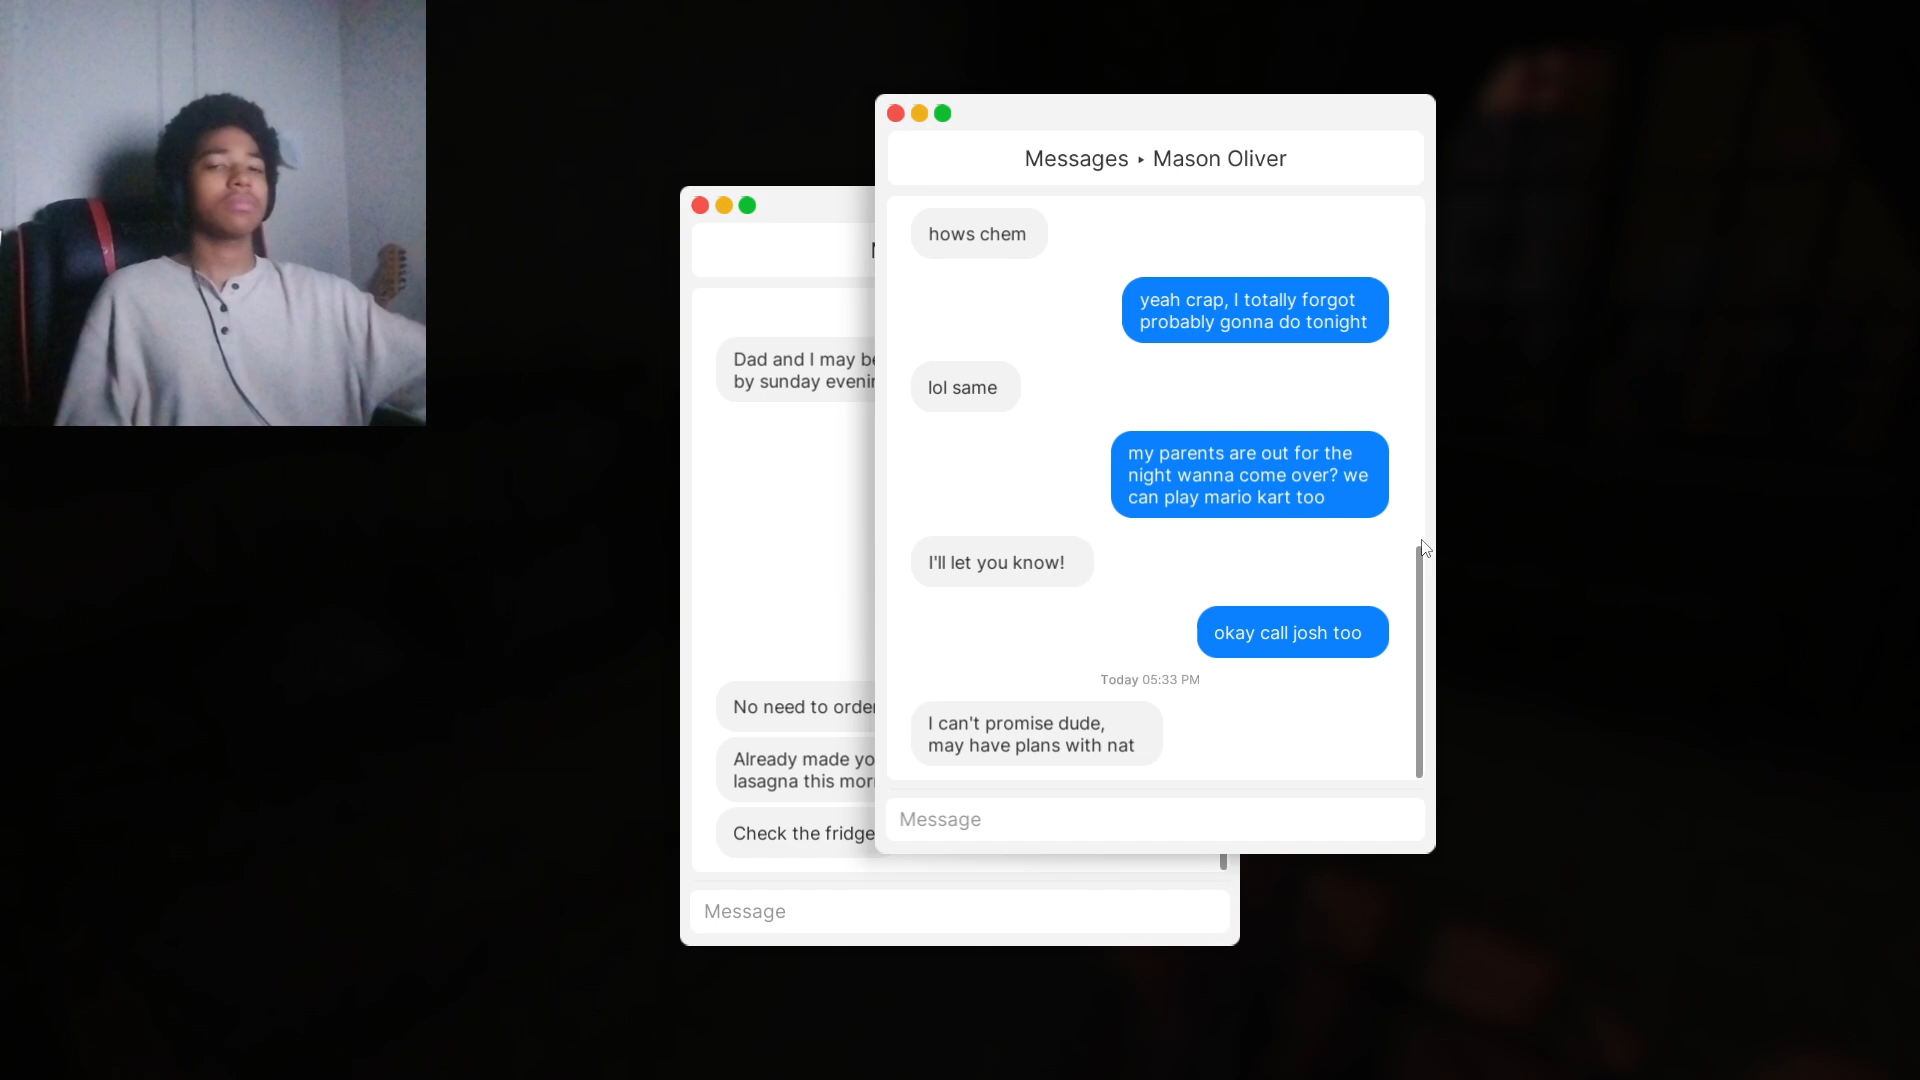 Messages ‣ Mason Oliver
hows chem
yeah crap, I totally forgot
probably gonna do tonight
lol same
my parents are out for the
night wanna come over? we
can play mario kart too
I'll let you know!
okay call josh too
Today 05:33 PM
I can't promise dude,
may have plans with nat
Message
Dad and I may
by sunday
No need to
Already made
lasagna this
Check the fridge
Message